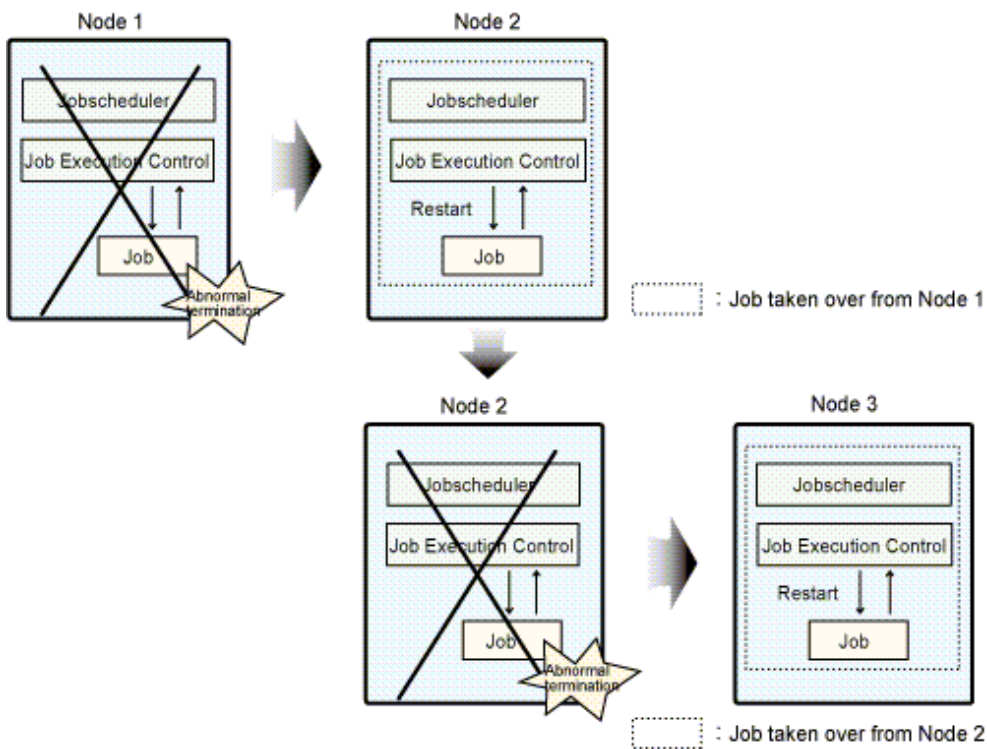 Node 1
Jobscheduler
Job Execution Control
Job
Abnormal
termination
Node 2
Jobscheduler
Job Execution Control
Restart
Job
: Job taken over from Node 1
Node 2
Jobscheduler
Job Execution Control
Job
Abnormal
termination
Node 3
Jobscheduler
Job Execution Control
Restart
Job
: Job taken over from Node 2